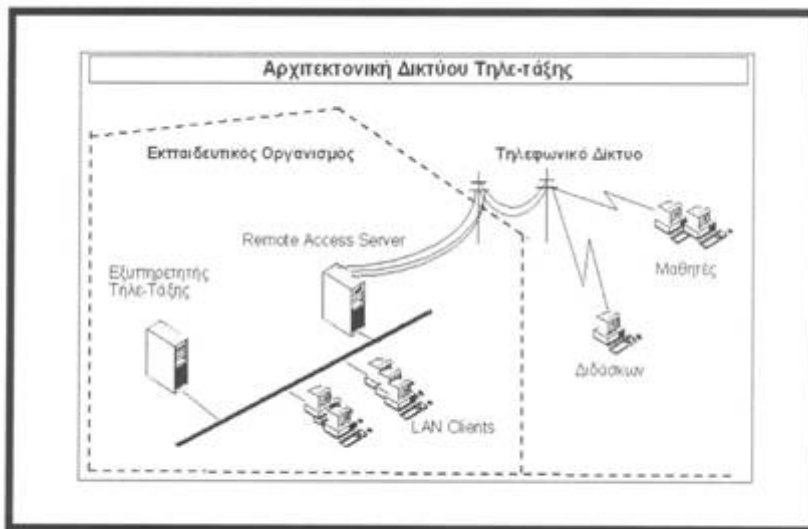 Αρχιτεκτονική Δικτύου Τηλε-τάξης
Εκπαιδευτικός Οργανισμός
Τηλεφωνικό Δίκτυο
Remote Access Server
Εξυπηρετητής
Τηλε-Τάξης
Μαθητές
Διδάσκων
LAN Clients